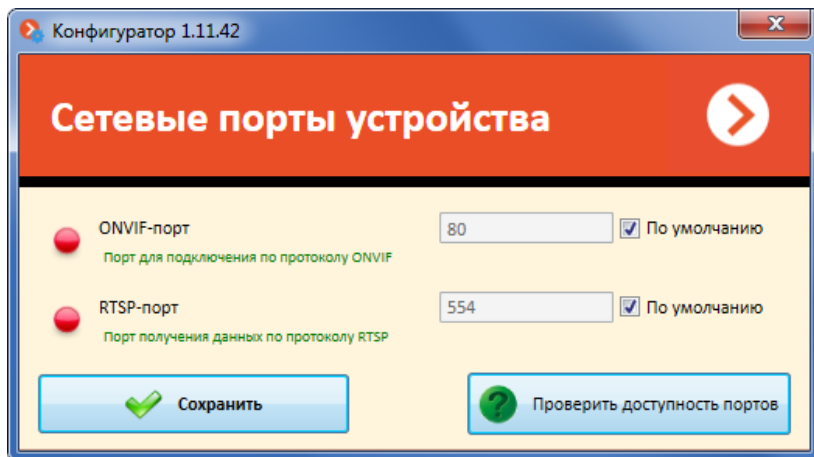 Конфигуратор 1.11.42
Сетевые порты устройства
ONVIF-порт
80
По умолчанию
Порт для подключения по протоколу ONVIF
RTSP-порт
554
По умолчанию
Порт получения данных по протоколу RTSP
Сохранить
Проверить доступность портов